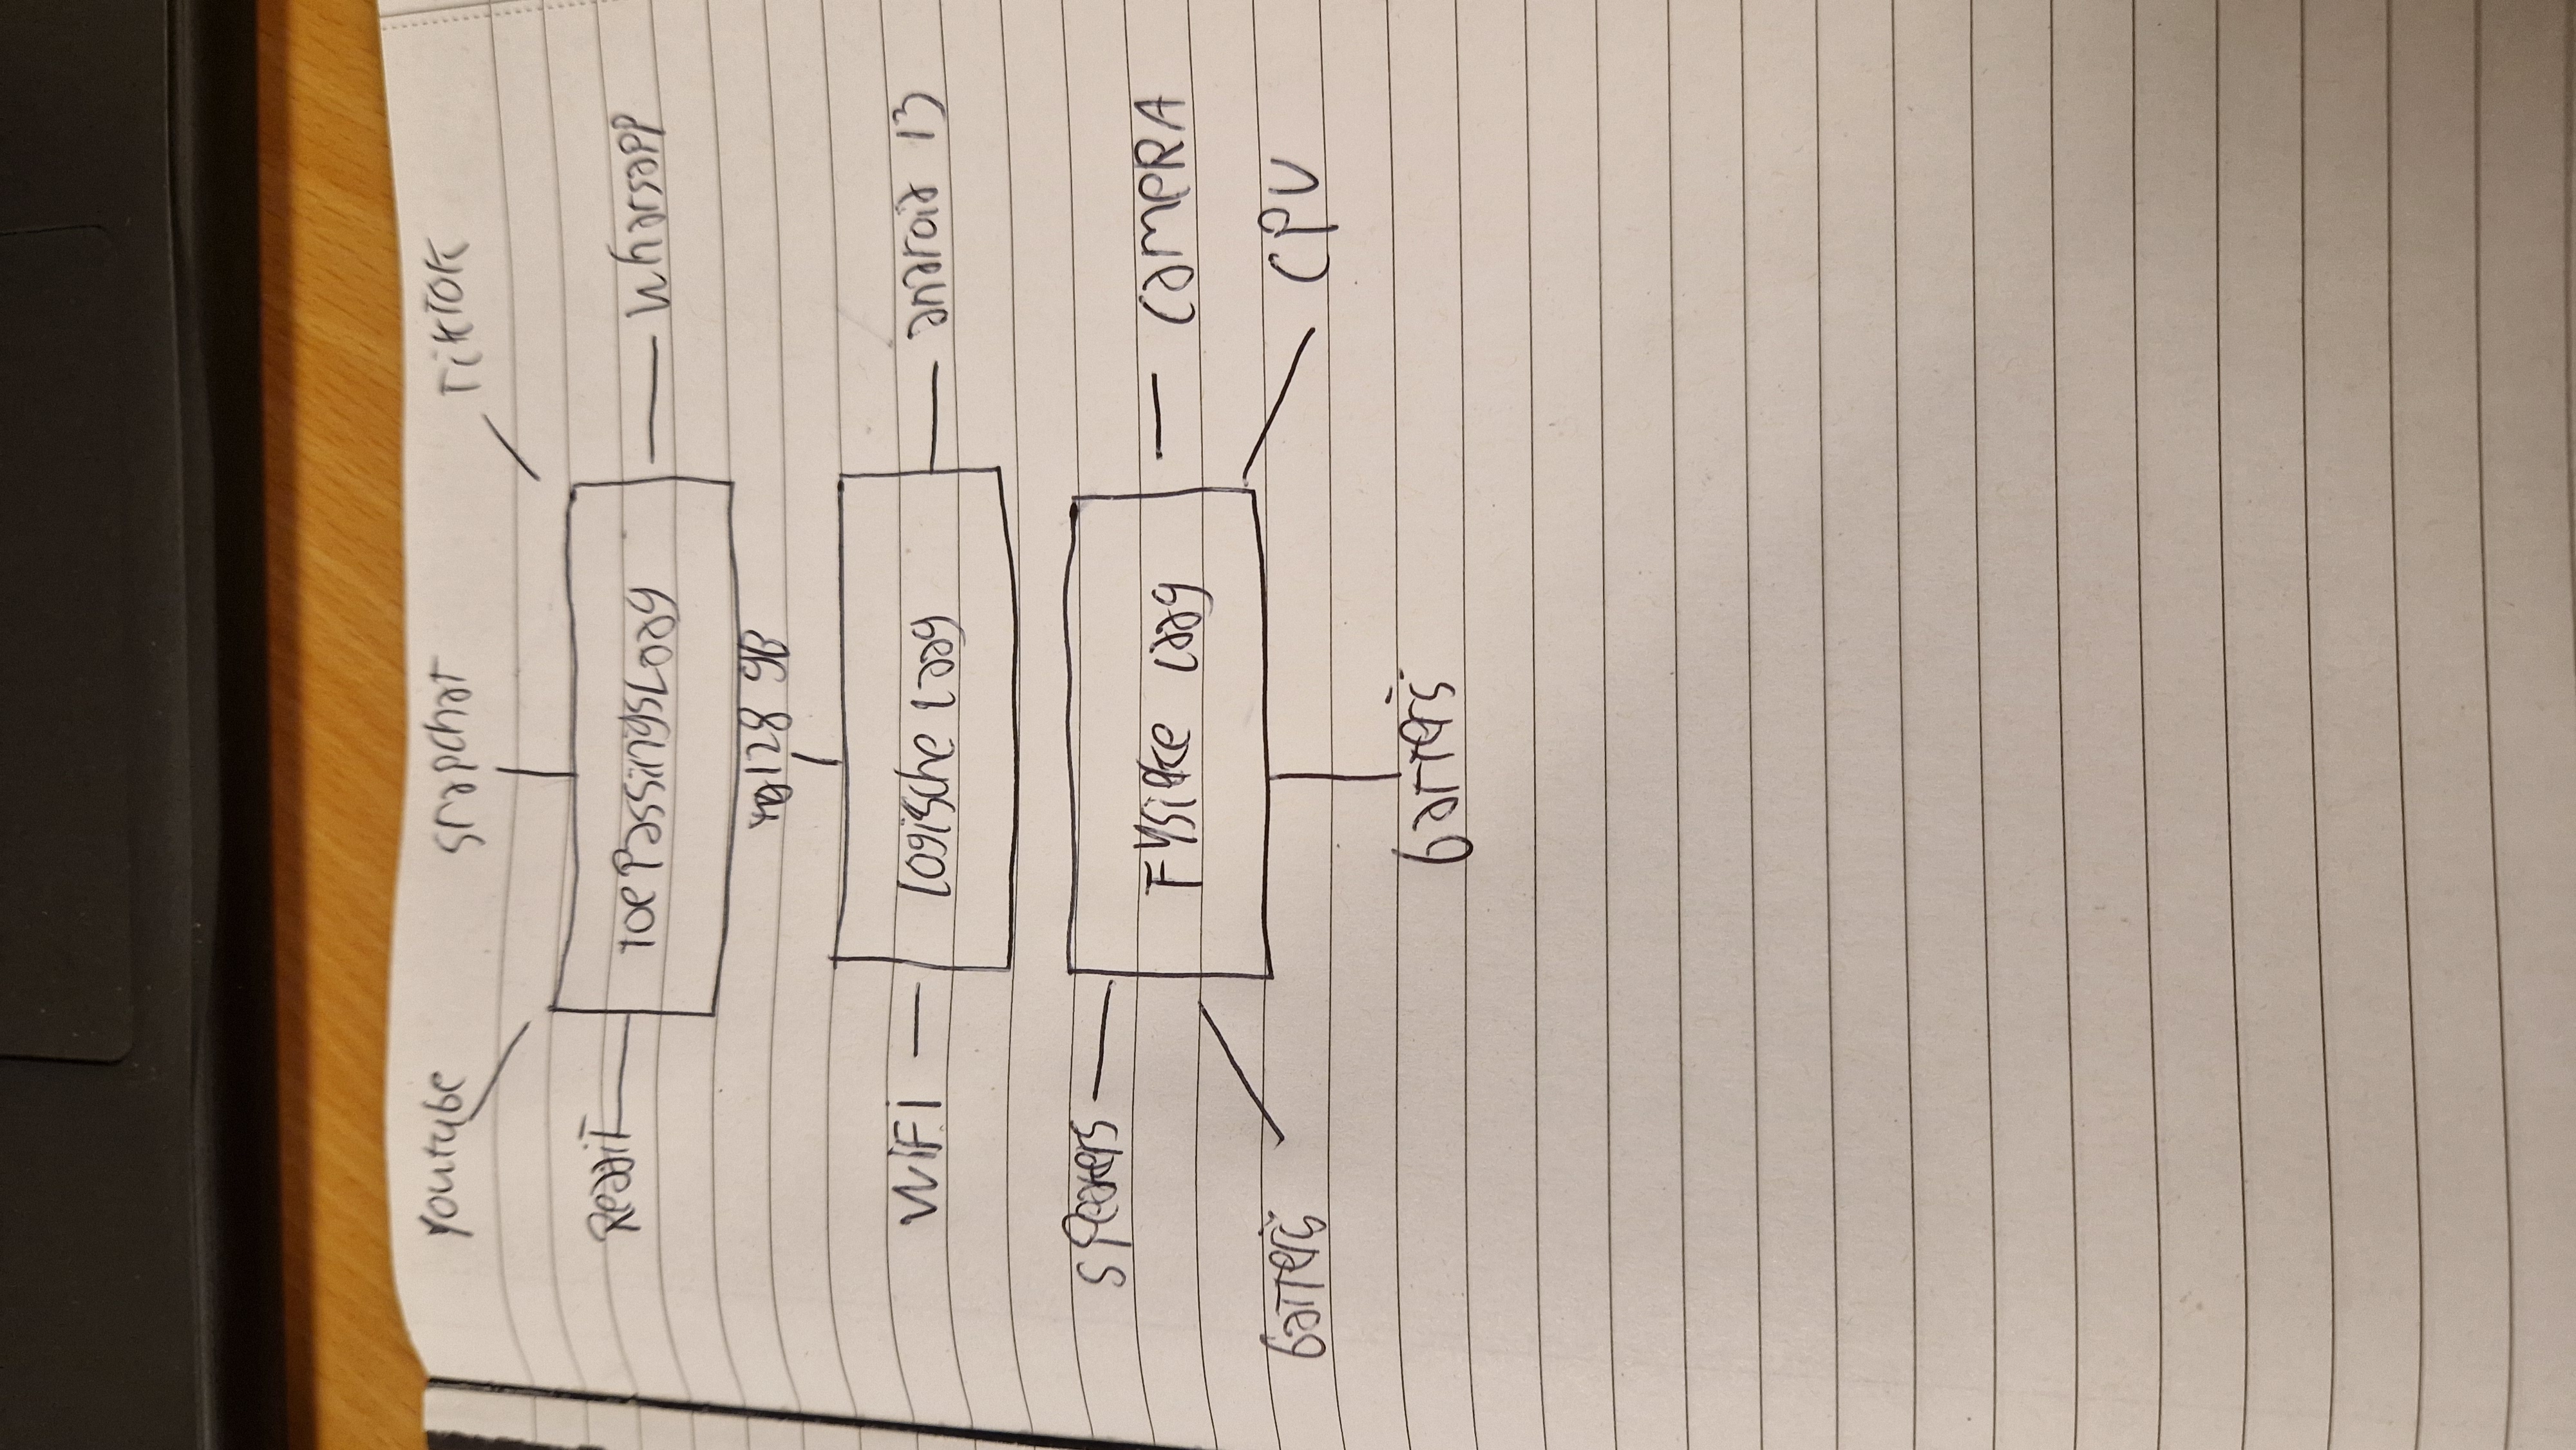 Youtube
Snapchat
TikTok
Reddit
ToepassingsLaag
Whatsapp
128 GB
WiFi
Logische Laag
android 13
Speakers
Fysieke Laag
CAMERA
batterij
CPU
batterij